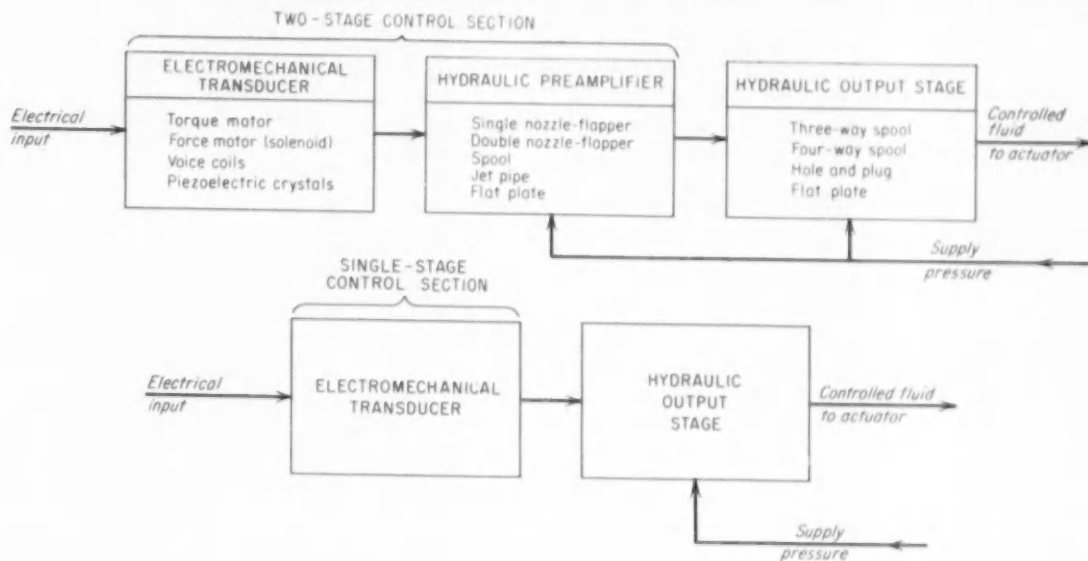 TWO-STAGE CONTROL SECTION
ELECTROMECHANICAL
TRANSDUCER
Torque motor
Force motor (solenoid)
Voice coils
Piezoelectric crystals
HYDRAULIC PREAMPLIFIER
Single nozzle-flapper
Double nozzle-flapper
Spool
Jet pipe
Flat plate
HYDRAULIC OUTPUT STAGE
Three-way spool
Four-way spool
Hole and plug
Flat plate
Electrical
input
Controlled
fluid
to actuator
Supply
pressure
SINGLE-STAGE
CONTROL SECTION
Electrical
input
ELECTROMECHANICAL
TRANSDUCER
HYDRAULIC
OUTPUT
STAGE
Controlled fluid
to actuator
Supply
pressure